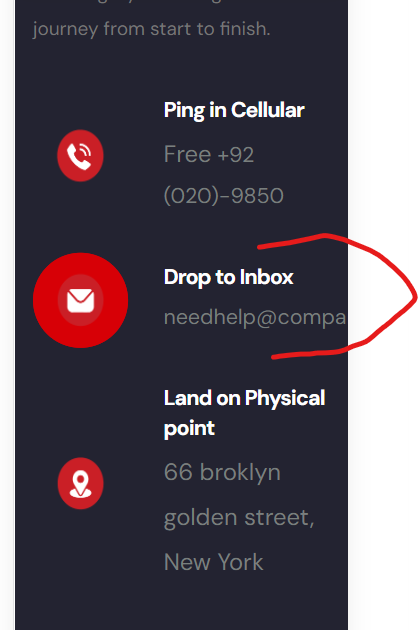 journey from start to finish.
Ping in Cellular
Free +92
(020)-9850
Drop to Inbox
needhelp@compa
Land on Physical
point
66 broklyn
golden street,
New York